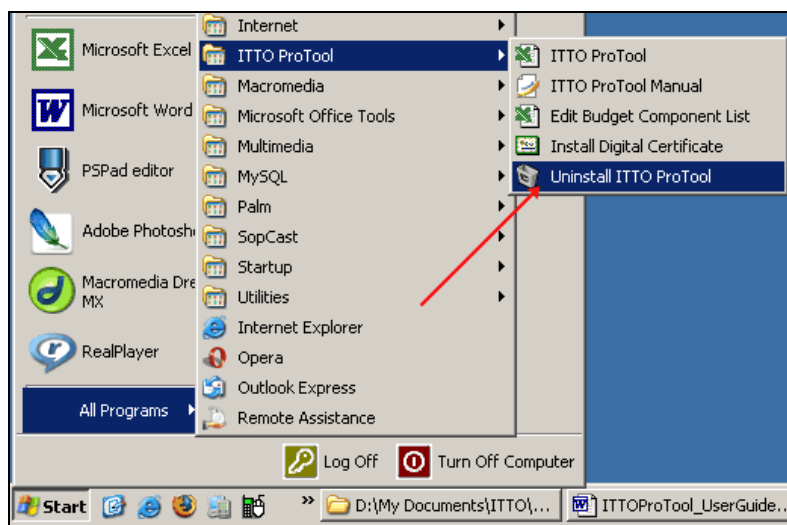 Microsoft Excel
Microsoft Word
PSPad editor
Adobe Photosh
Macromedia Dre
MX
RealPlayer
All Programs
Internet
ITTO ProTool
Macromedia
Microsoft Office Tools
Multimedia
MySQL
Palm
SopCast
Startup
Utilities
Internet Explorer
Opera
Outlook Express
Remote Assistance
ITTO ProTool
ITTO ProTool Manual
Edit Budget Component List
Install Digital Certificate
Uninstall ITTO ProTool
Log Off
Turn Off Computer
Start
D:\My Documents\ITTO\...
ITTOProTool_UserGuide...